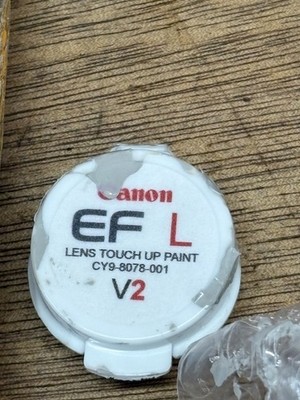 Canon
EF L
LENS TOUCH UP PAINT
CY9-8078-001
V2